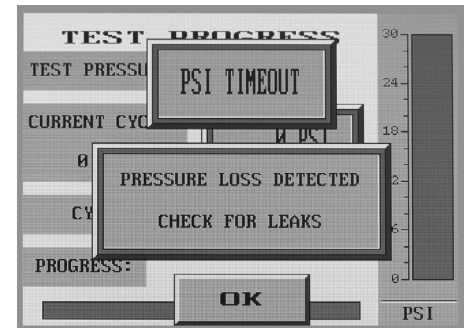 TEST PROGRESS
TEST PRESSU
PSI TIMEOUT
CURRENT CYC
0 PSI
0
PRESSURE LOSS DETECTED
CHECK FOR LEAKS
CY
PROGRESS:
OK
30
24
18
2
6
0
PSI